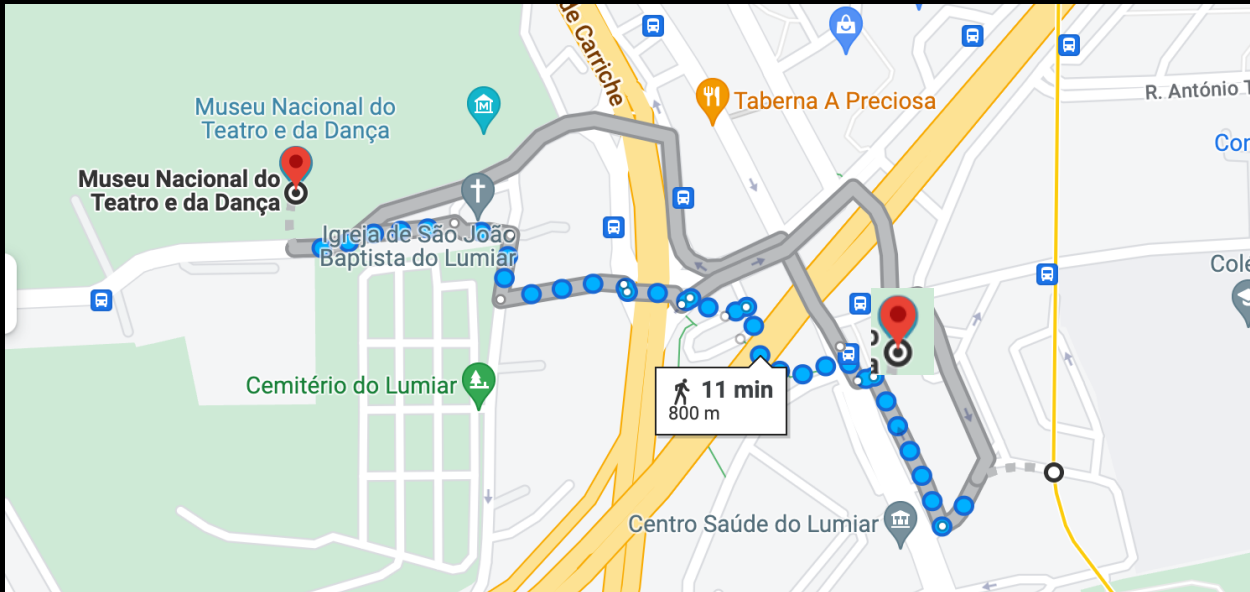 de Carriche
Museu Nacional do
Teatro e da Dança
Taberna A Preciosa
R. António T
Cor
Museu Nacional do
Teatro e da Dança
Igreja de São João
Baptista do Lumiar
Colé
Cemitério do Lumiar
11 min
800 m
Centro Saúde do Lumiar